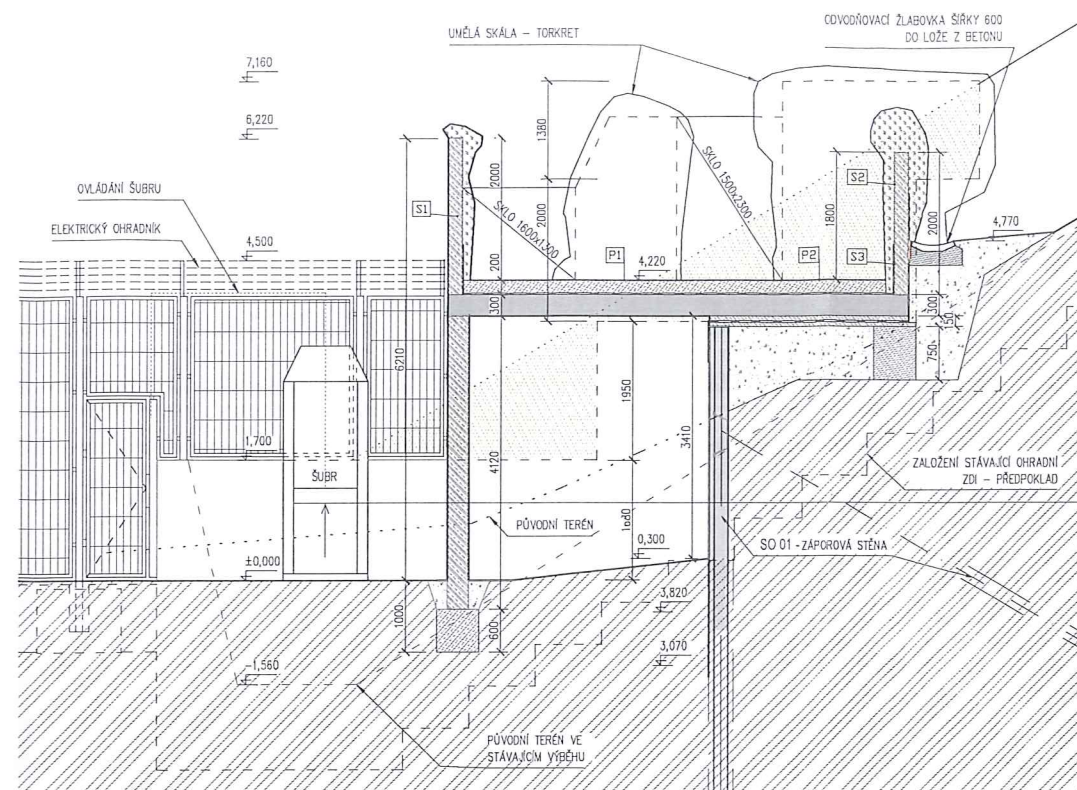 UMĚLÁ SKÁLA – TORKRET
ODVODŇOVACÍ ŽLABOVKA ŠÍŘKY 600
DO LOŽE Z BETONU
7,160
6,220
1380
2000
OVLÁDÁNÍ ŠUBRU
S1
SKLO 1600x1300
2000
SKLO 1500x2300
1800
S2
2000
ELEKTRICKÝ OHRADNÍK
4,500
P1
P2
S3
4,770
200
4,220
300
300
150
6210
750
1950
3410
1,700
4120
ŠUBR
ZALOŽENÍ STÁVAJÍCÍ OHRADNÍ
ZDI – PŘEDPOKLAD
PŮVODNÍ TERÉN
1680
SO 01 - ZÁPOROVÁ STĚNA
±0,000
0,300
3,820
1000
600
3,070
-1,560
PŮVODNÍ TERÉN VE
STÁVAJÍCÍM VÝBĚHU